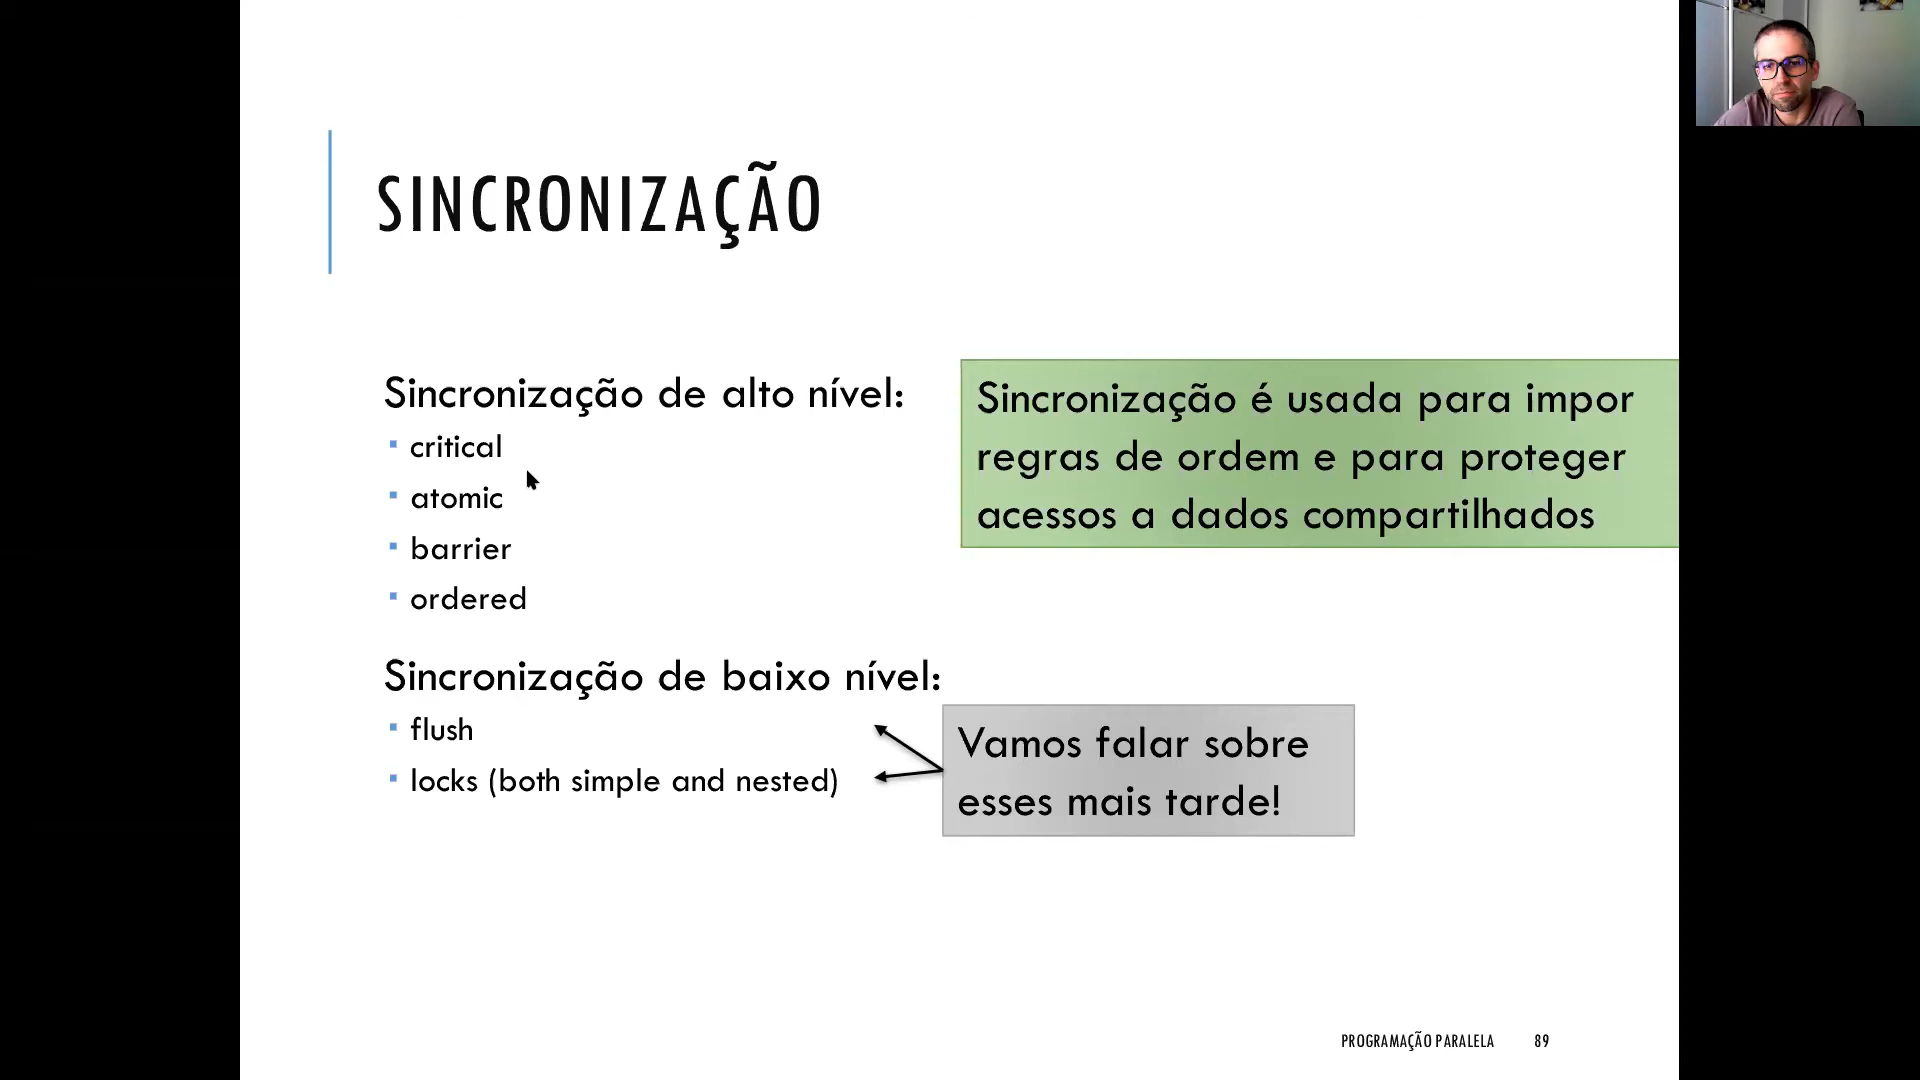 SINCRONIZAÇÃO
Sincronização de alto nível:
critical
atomic
barrier
ordered
Sincronização é usada para impor
regras de ordem e para proteger
acessos a dados compartilhados
Sincronização de baixo nível:
flush
locks (both simple and nested)
Vamos falar sobre
esses mais tarde!
PROGRAMAÇÃO PARALELA 89